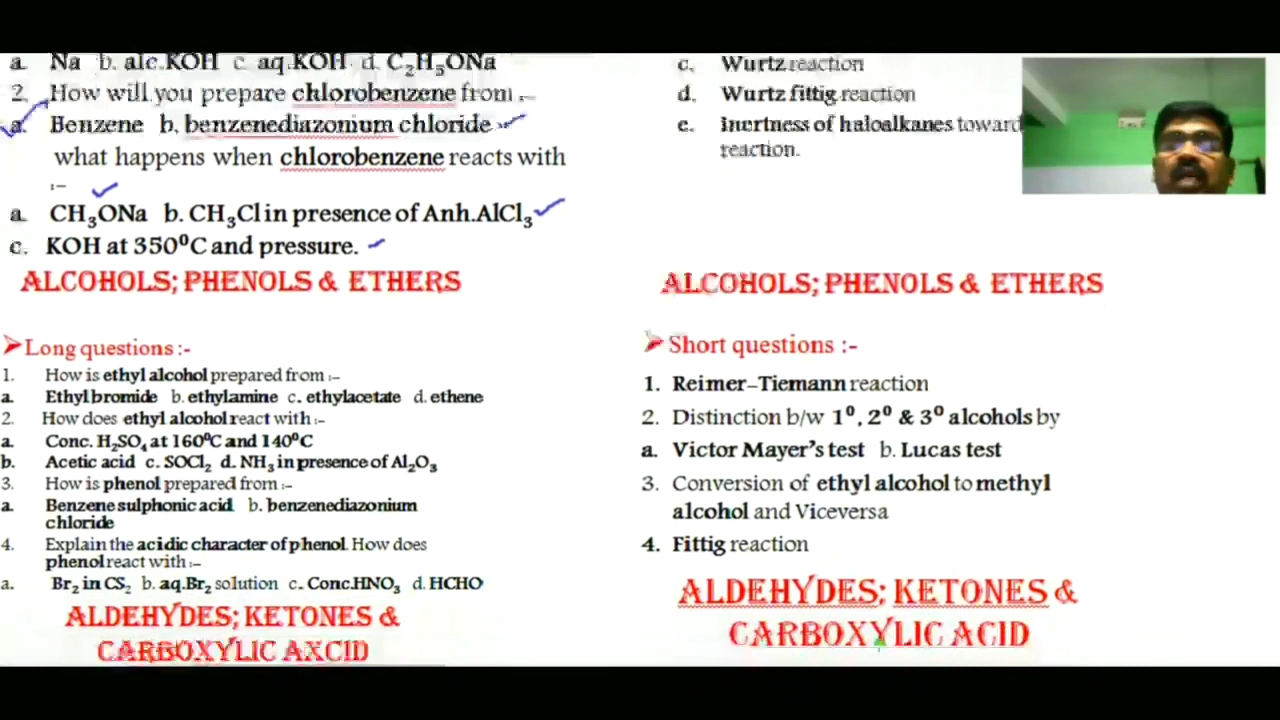 a. Na b. alc.KOH c. aq.KOH d. C₂H₅ONa
2. How will you prepare chlorobenzene from :-
a. Benzene b. benzenediazonium chloride
what happens when chlorobenzene reacts with
:-
a. CH₃ONa b. CH₃Cl in presence of Anh.AlCl₃
c. KOH at 350⁰C and pressure.
ALCOHOLS; PHENOLS & ETHERS
Long questions :-
1. How is ethyl alcohol prepared from :-
a. Ethyl bromide b. ethylamine c. ethylacetate d. ethene
2. How does ethyl alcohol react with :-
a. Conc. H₂SO₄ at 160⁰C and 140⁰C
b. Acetic acid c. SOCl₂ d. NH₃ in presence of Al₂O₃
3. How is phenol prepared from :-
a. Benzene sulphonic acid b. benzenediazonium
chloride
4. Explain the acidic character of phenol. How does
phenol react with :-
a. Br₂ in CS₂ b. aq.Br₂ solution c. Conc.HNO₃ d. HCHO
ALDEHYDES; KETONES &
CARBOXYLIC AXCID
c. Wurtz reaction
d. Wurtz fittig reaction
e. Inertness of haloalkanes toward
reaction.
ALCOHOLS; PHENOLS & ETHERS
Short questions :-
1. Reimer-Tiemann reaction
2. Distinction b/w 1⁰, 2⁰ & 3⁰ alcohols by
a. Victor Mayer's test b. Lucas test
3. Conversion of ethyl alcohol to methyl
alcohol and Viceversa
4. Fittig reaction
ALDEHYDES; KETONES &
CARBOXYLIC ACID